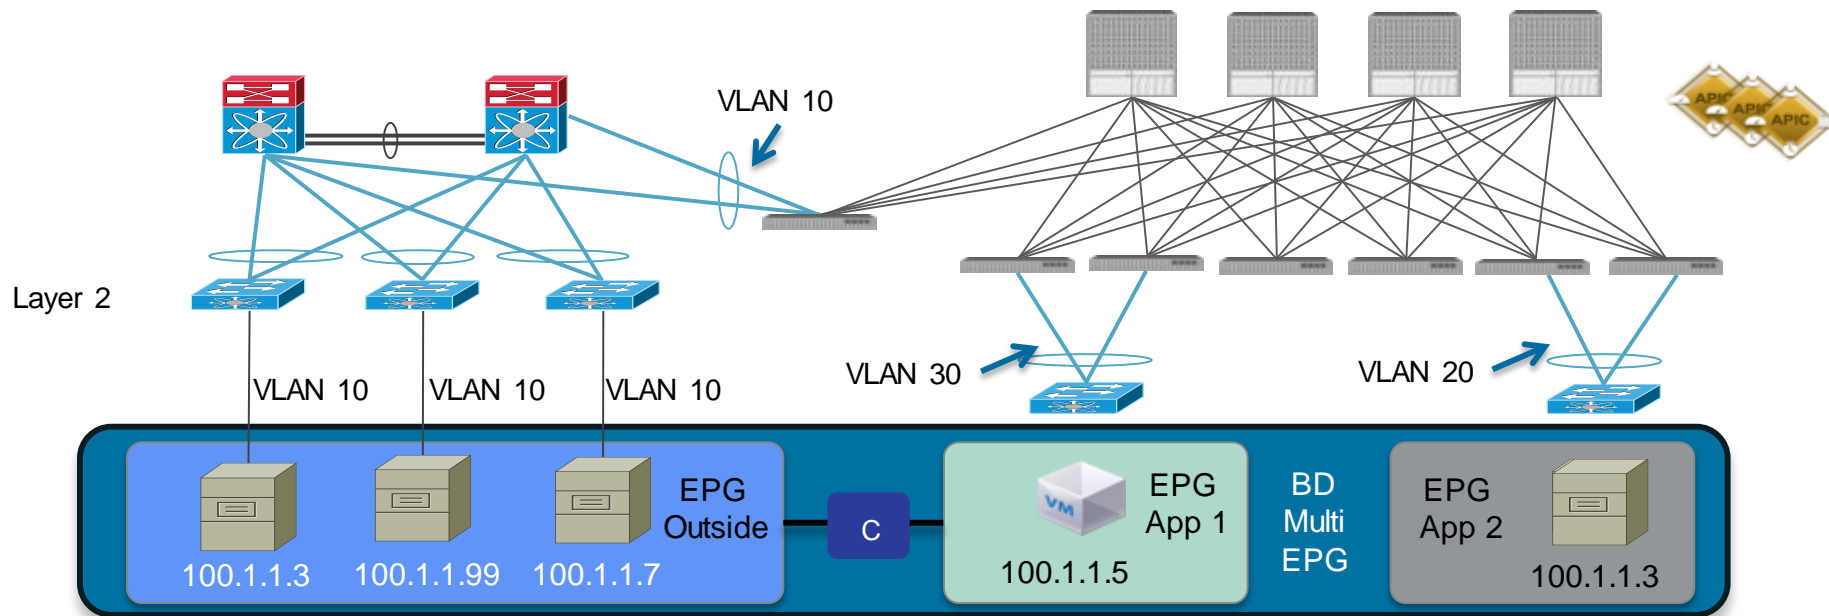 VLAN 10
APIC
APIC
APIC
Layer 2
VLAN 10
VLAN 10
VLAN 10
VLAN 30
VLAN 20
EPG
Outside
C
VM
EPG
App 1
BD
Multi
EPG
EPG
App 2
100.1.1.3
100.1.1.99
100.1.1.7
100.1.1.5
100.1.1.3